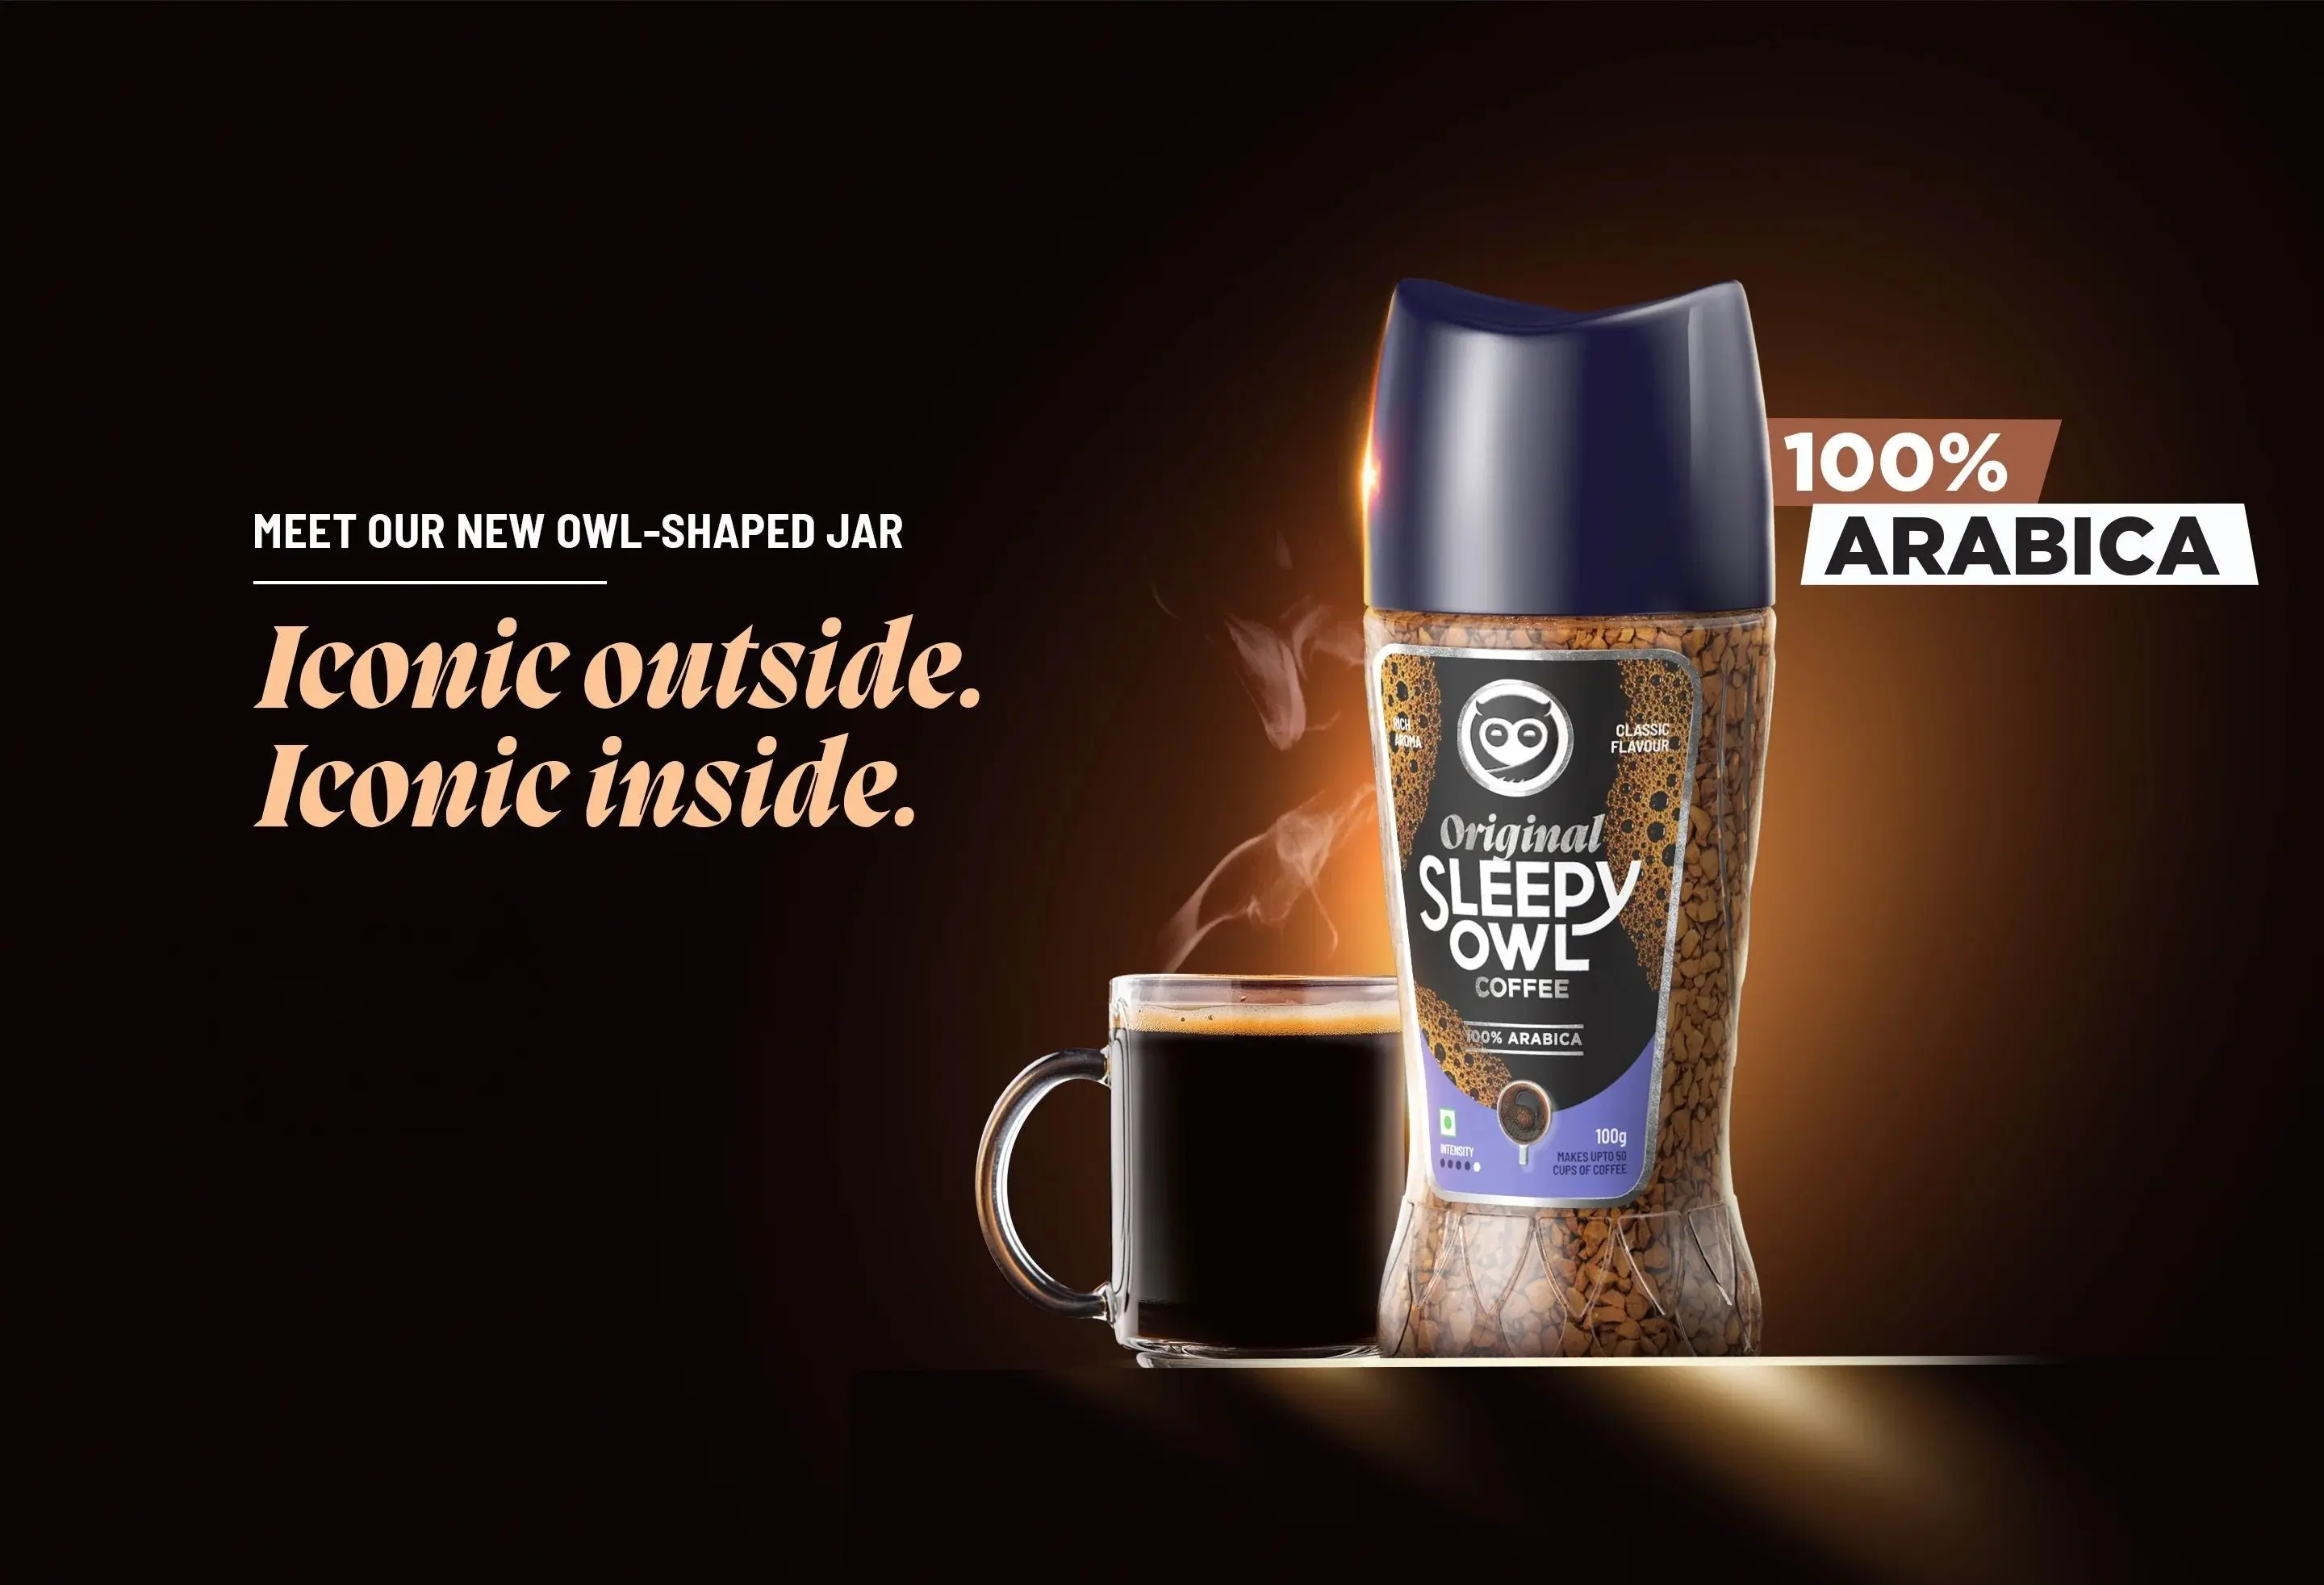 MEET OUR NEW OWL-SHAPED JAR
Iconic outside.
Iconic inside.
100%
ARABICA
RICH
AROMA
CLASSIC
FLAVOUR
Original
SLEEPY
OWL
COFFEE
100% ARABICA
INTENSITY
100g
MAKES UPTO 50
CUPS OF COFFEE